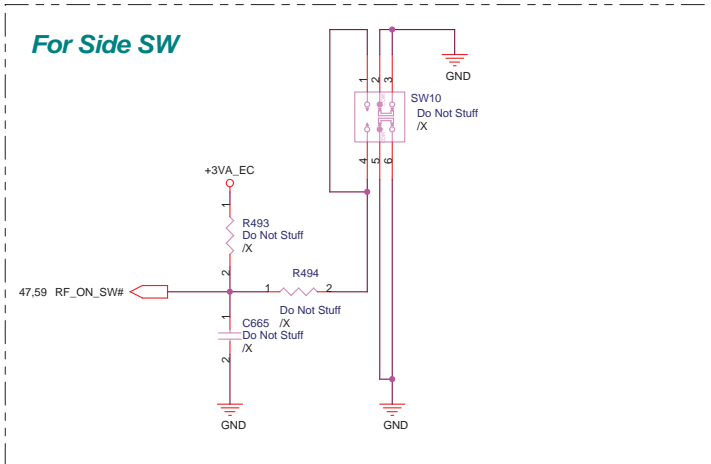 For Side SW
1 2 3
GND
SW10
Do Not Stuff
/X
4 5 6
+3VA_EC
1
R493
Do Not Stuff
/X
2
R494
47,59 RF_ON_SW#
1 2
Do Not Stuff
/X
1
C665
Do Not Stuff
/X
2
GND
GND